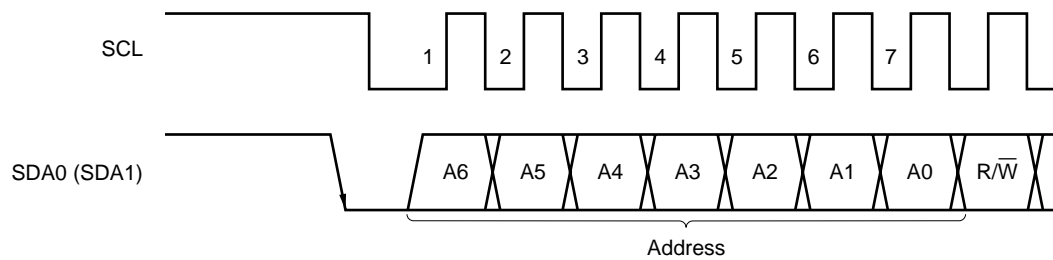 SCL 1 2 3 4 5 6 7
SDA0 (SDA1) A6 A5 A4 A3 A2 A1 A0 R/W̅
Address